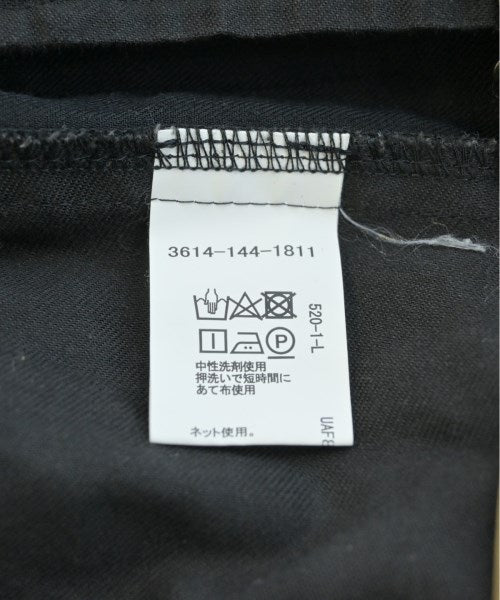 3614-144-1811
P
中性洗剤使用
押洗いで短時間に
あて布使用
ネット使用。
520-1-L